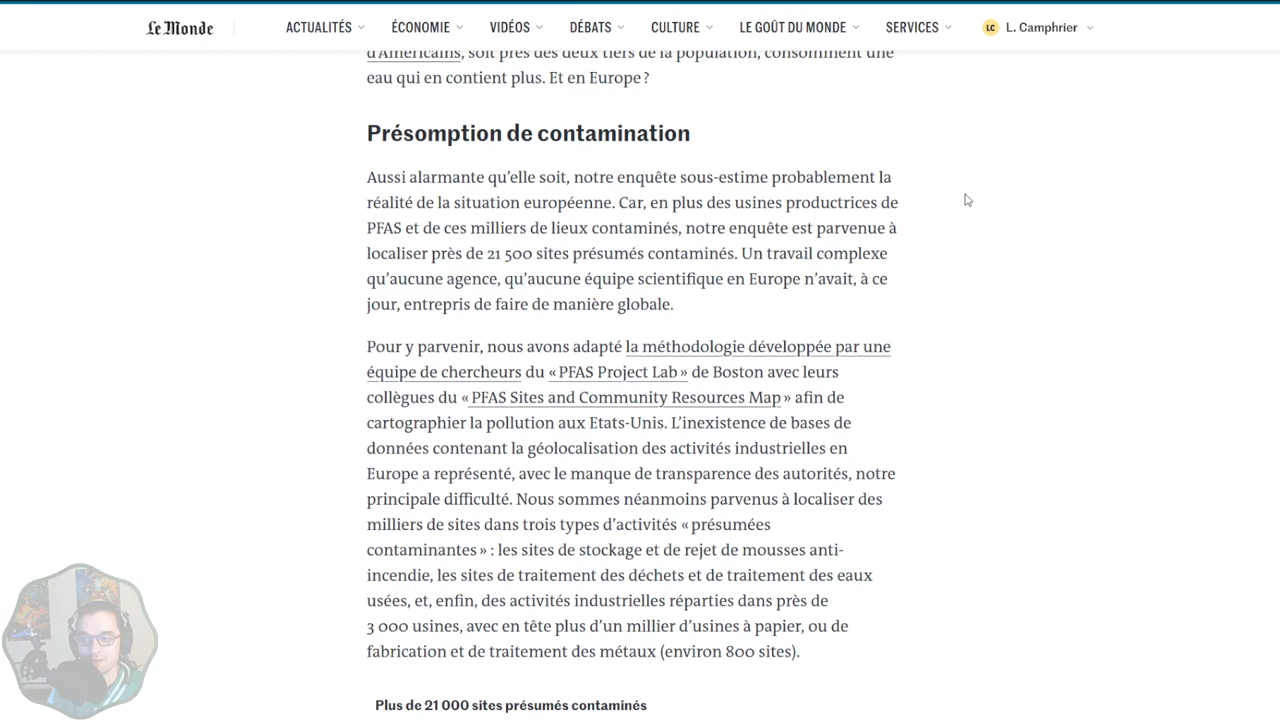 Le Monde
ACTUALITÉS ÉCONOMIE VIDÉOS DÉBATS CULTURE LE GOÛT DU MONDE SERVICES LC L. Camphrier
d'Américains, soit près des deux tiers de la population, consomment une
eau qui en contient plus. Et en Europe ?
Présomption de contamination
Aussi alarmante qu'elle soit, notre enquête sous-estime probablement la
réalité de la situation européenne. Car, en plus des usines productrices de
PFAS et de ces milliers de lieux contaminés, notre enquête est parvenue à
localiser près de 21 500 sites présumés contaminés. Un travail complexe
qu'aucune agence, qu'aucune équipe scientifique en Europe n'avait, à ce
jour, entrepris de faire de manière globale.
Pour y parvenir, nous avons adapté la méthodologie développée par une
équipe de chercheurs du « PFAS Project Lab » de Boston avec leurs
collègues du « PFAS Sites and Community Resources Map » afin de
cartographier la pollution aux Etats-Unis. L'inexistence de bases de
données contenant la géolocalisation des activités industrielles en
Europe a représenté, avec le manque de transparence des autorités, notre
principale difficulté. Nous sommes néanmoins parvenus à localiser des
milliers de sites dans trois types d'activités « présumées
contaminantes » : les sites de stockage et de rejet de mousses anti-
incendie, les sites de traitement des déchets et de traitement des eaux
usées, et, enfin, des activités industrielles réparties dans près de
3 000 usines, avec en tête plus d'un millier d'usines à papier, ou de
fabrication et de traitement des métaux (environ 800 sites).
Plus de 21 000 sites présumés contaminés